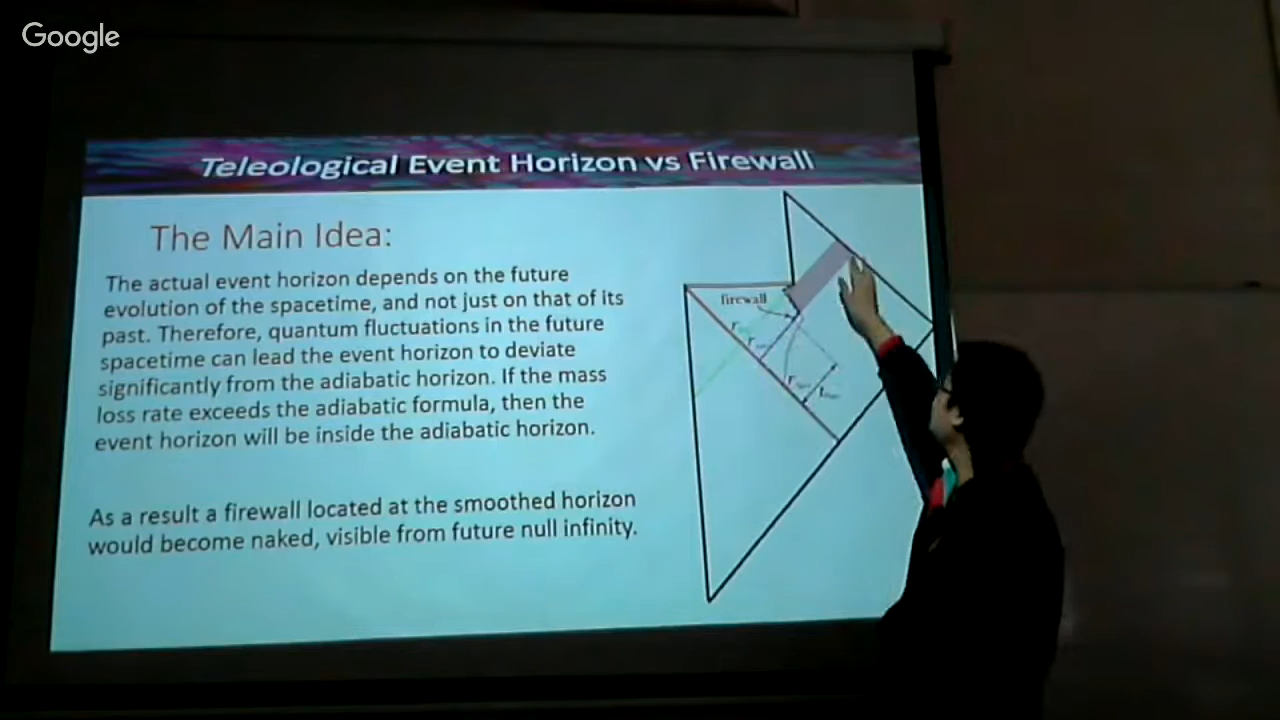 Google
Teleological Event Horizon vs Firewall
The Main Idea:
The actual event horizon depends on the future
evolution of the spacetime, and not just on that of its
past. Therefore, quantum fluctuations in the future
spacetime can lead the event horizon to deviate
significantly from the adiabatic horizon. If the mass
loss rate exceeds the adiabatic formula, then the
event horizon will be inside the adiabatic horizon.
As a result a firewall located at the smoothed horizon
would become naked, visible from future null infinity.
firewall